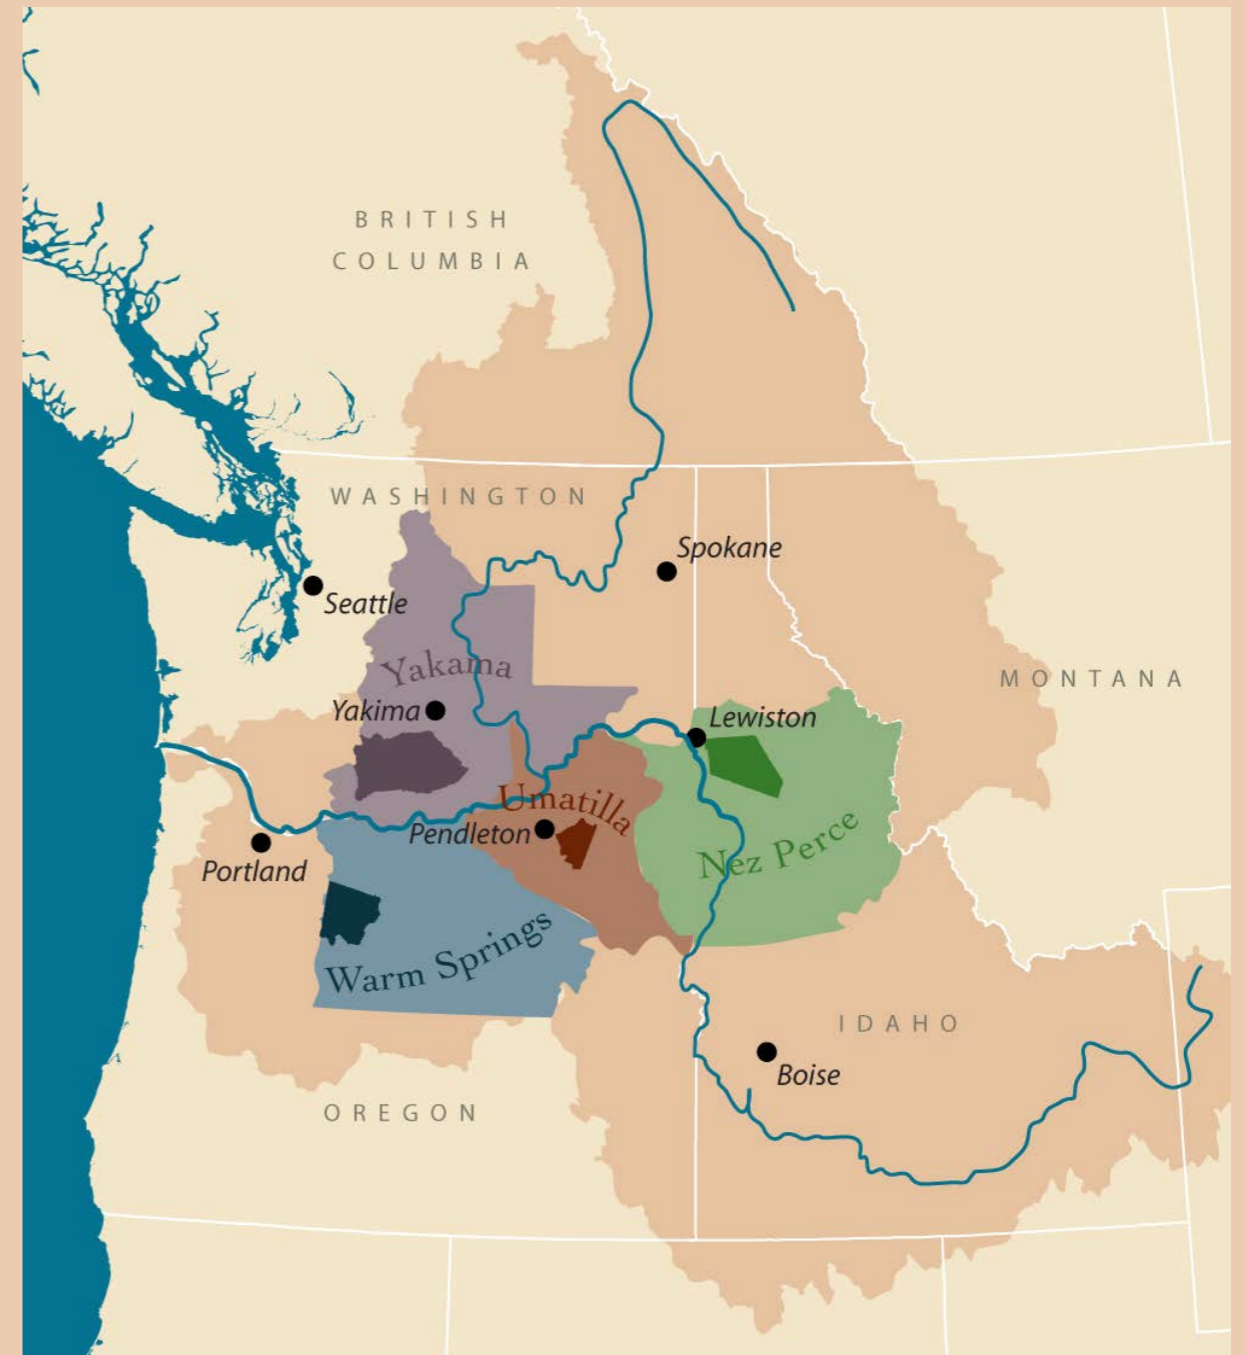 BRITISH
COLUMBIA
WASHINGTON
Spokane
Seattle
Yakama
MONTANA
Yakima
Lewiston
Umatilla
Pendleton
Nez Perce
Portland
Warm Springs
IDAHO
Boise
OREGON